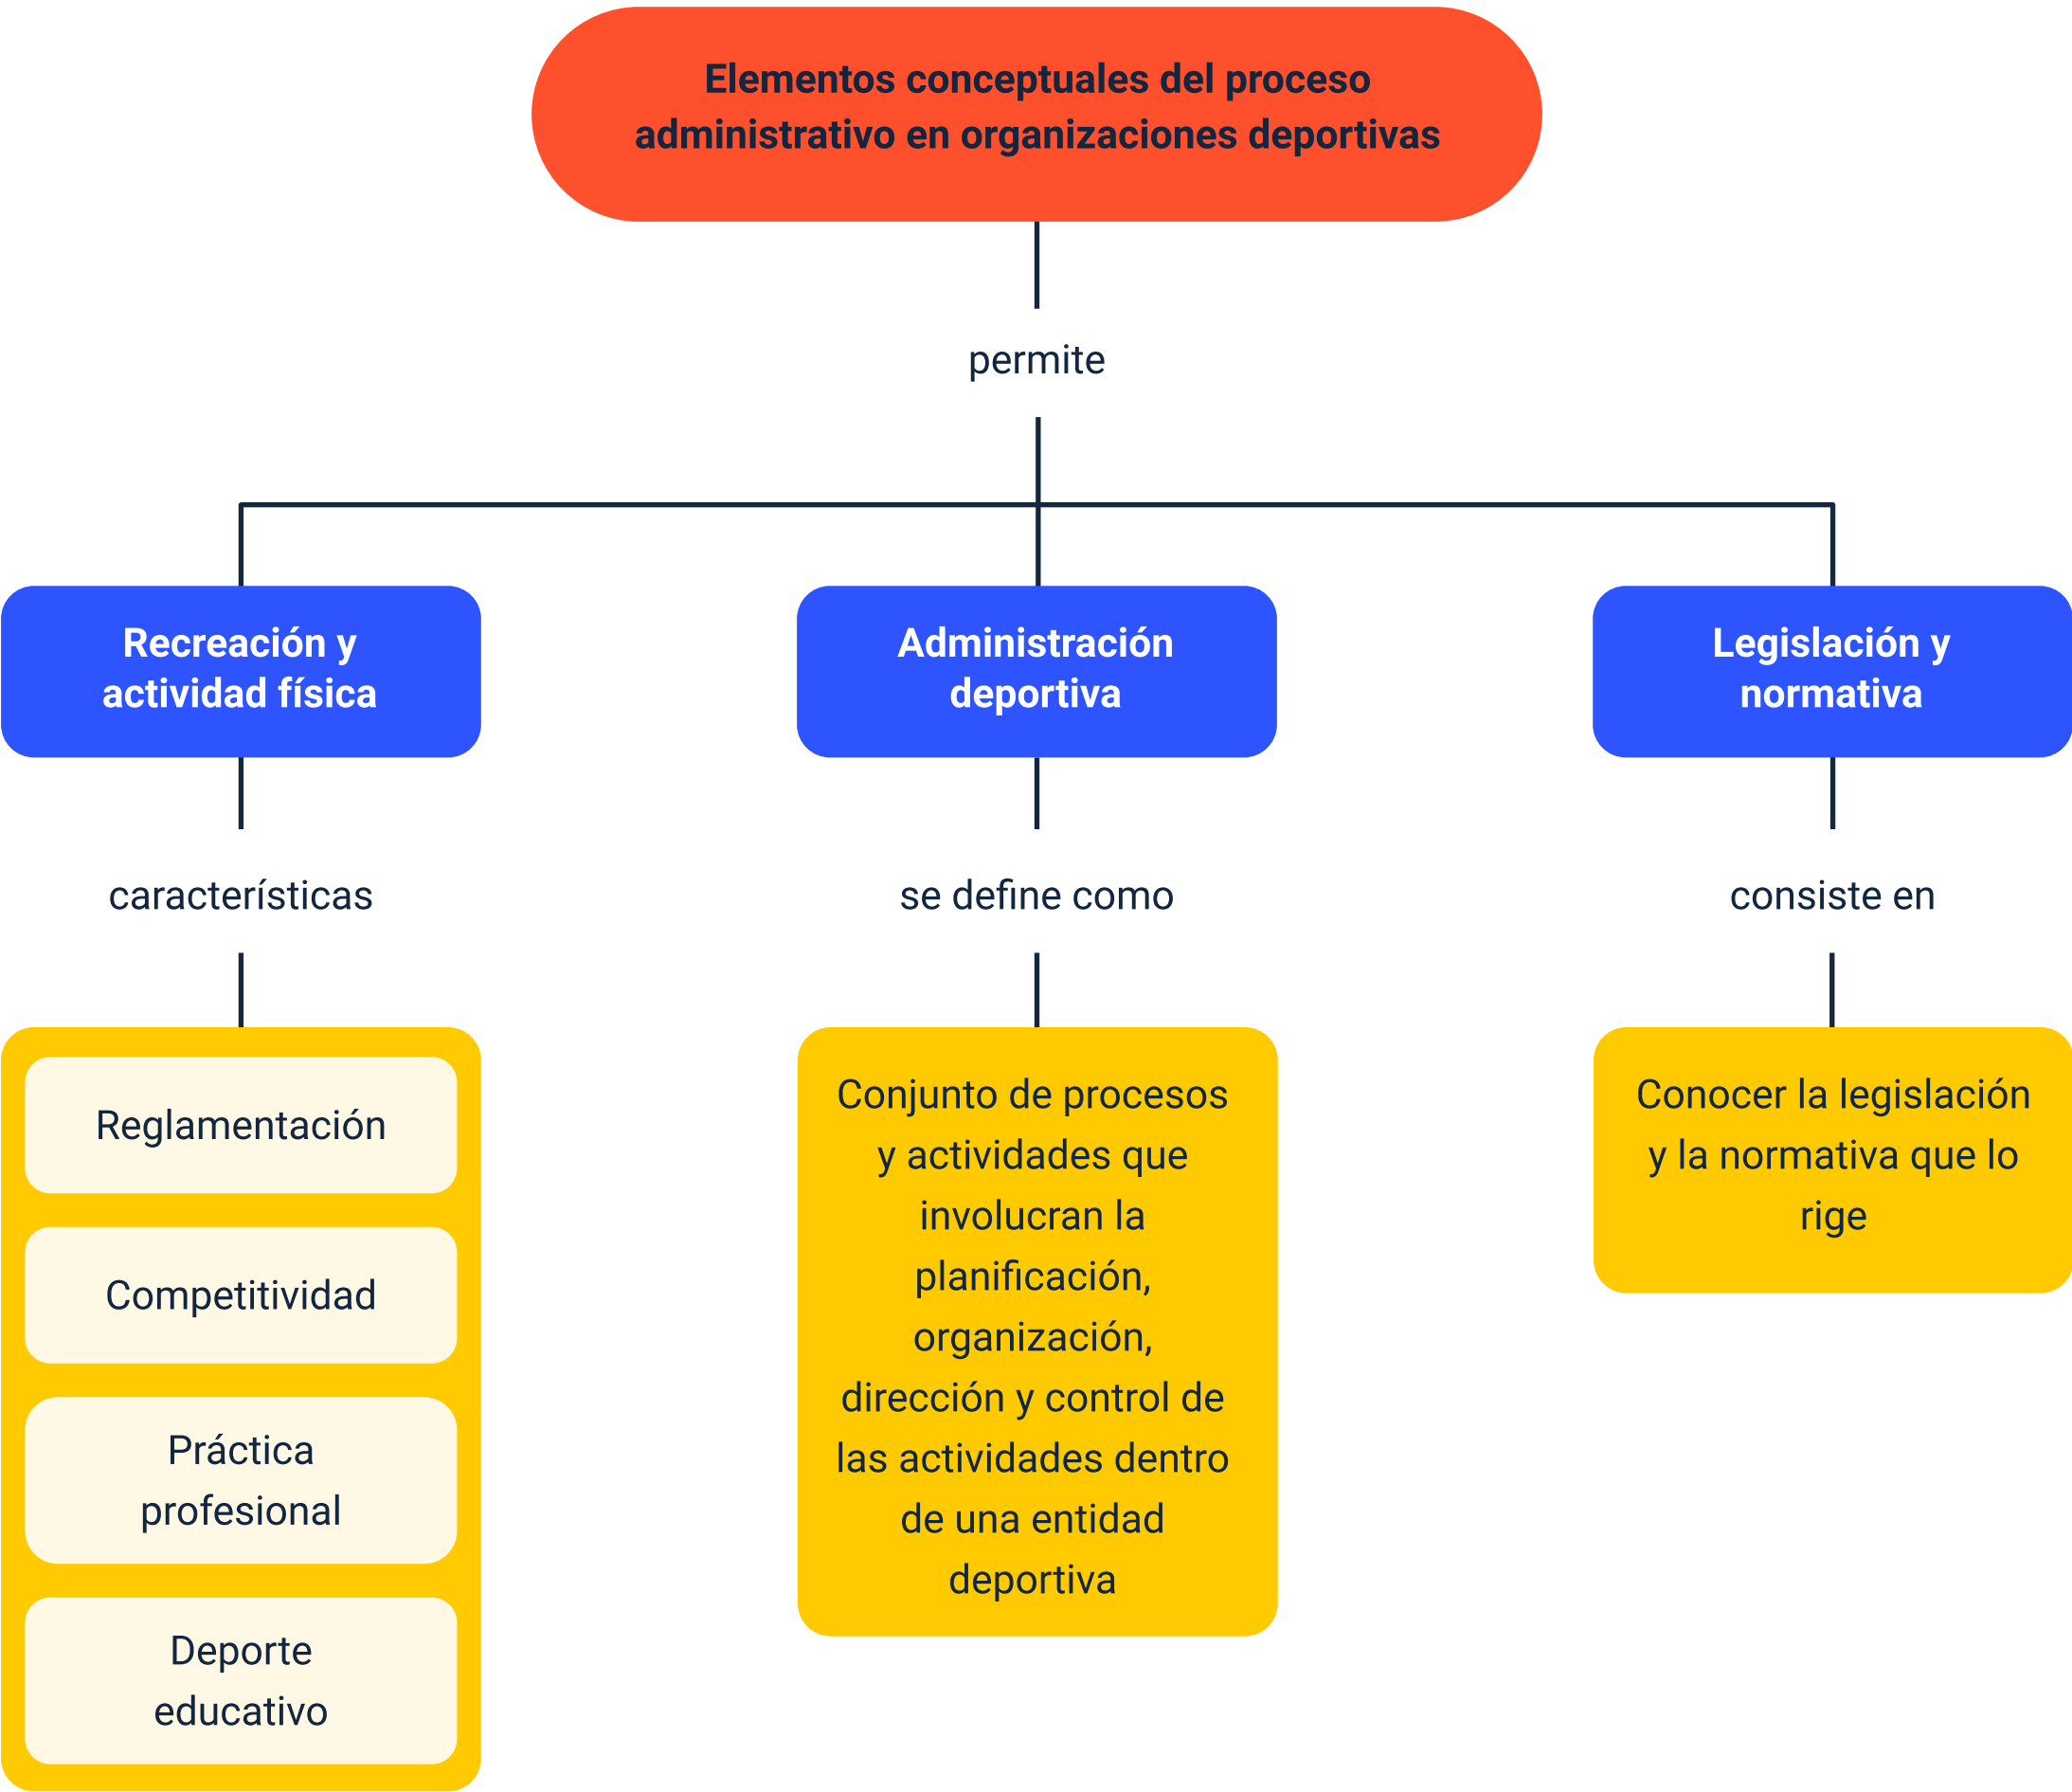 Elementos conceptuales del proceso
administrativo en organizaciones deportivas
permite
Recreación y
actividad física
características
Reglamentación
Competitividad
Práctica
profesional
Deporte
educativo
Administración
deportiva
se define como
Conjunto de procesos
y actividades que
involucran la
planificación,
organización,
dirección y control de
las actividades dentro
de una entidad
deportiva
Legislación y
normativa
consiste en
Conocer la legislación
y la normativa que lo
rige